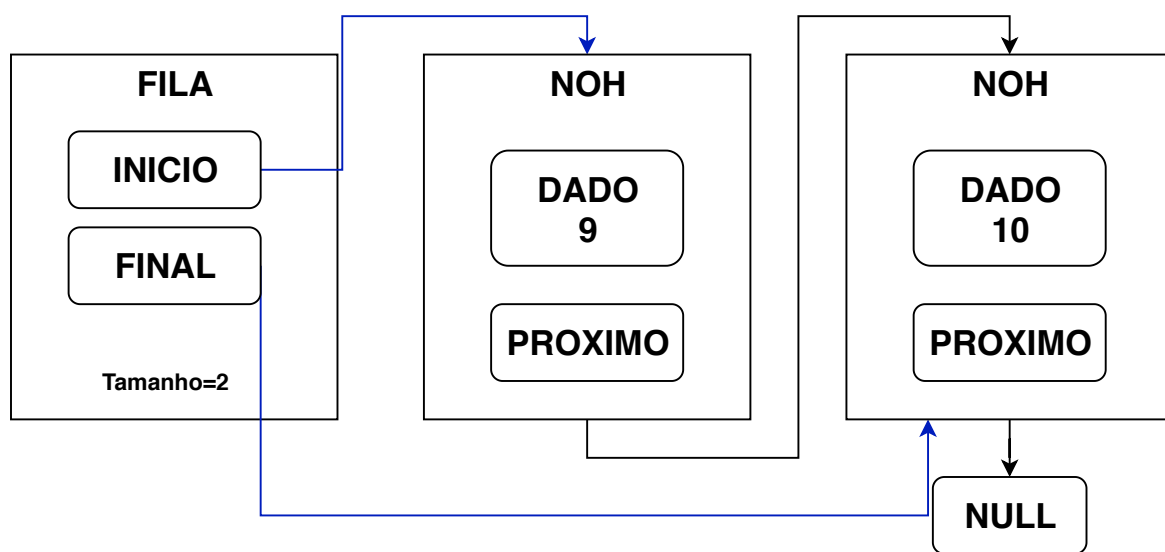 FILA
INICIO
FINAL
Tamanho=2
NOH
DADO
9
PROXIMO
NOH
DADO
10
PROXIMO
NULL